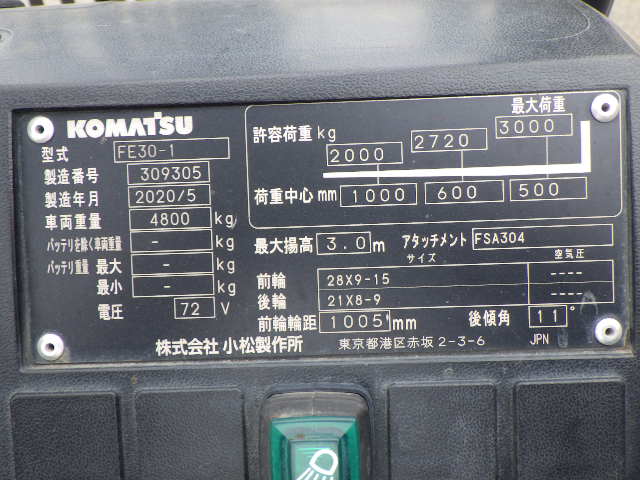 KOMATSU
型式 FE30-1
製造番号 309305
製造年月 2020/5
車両重量 4800 kg
バッテリを除く車両重量 - kg
バッテリ重量 最大 - kg
最小 - kg
電圧 72 V
最大荷重
許容荷重 kg 2000 2720 3000
荷重中心 mm 1000 600 500
最大揚高 3.0 m アタッチメント FSA304
サイズ 空気圧
前輪 28X9-15 ----
後輪 21X8-9 ----
前輪輪距 1005 mm 後傾角 11°
株式会社 小松製作所 東京都港区赤坂 2-3-6 JPN